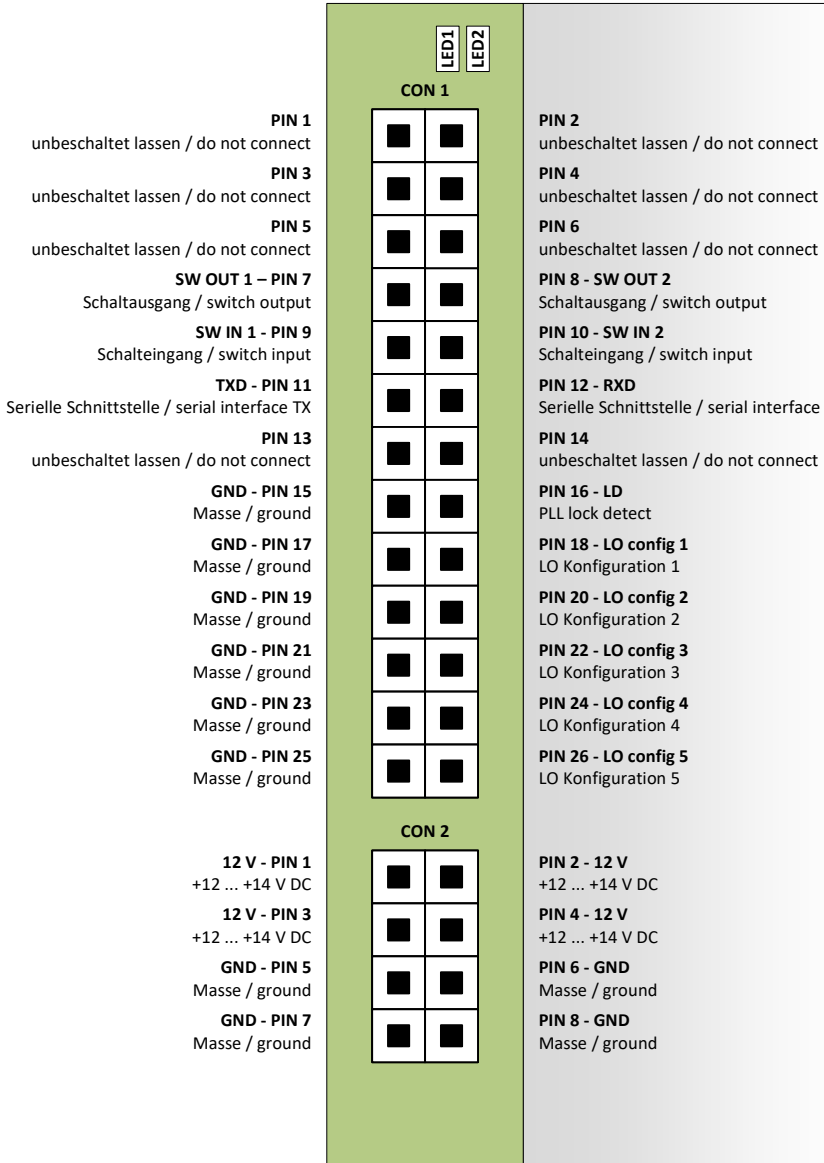 LED1
LED2
CON 1
PIN 1
unbeschaltet lassen / do not connect
PIN 2
unbeschaltet lassen / do not connect
PIN 3
unbeschaltet lassen / do not connect
PIN 4
unbeschaltet lassen / do not connect
PIN 5
unbeschaltet lassen / do not connect
PIN 6
unbeschaltet lassen / do not connect
SW OUT 1 – PIN 7
Schaltausgang / switch output
PIN 8 - SW OUT 2
Schaltausgang / switch output
SW IN 1 - PIN 9
Schalteingang / switch input
PIN 10 - SW IN 2
Schalteingang / switch input
TXD - PIN 11
Serielle Schnittstelle / serial interface TX
PIN 12 - RXD
Serielle Schnittstelle / serial interface
PIN 13
unbeschaltet lassen / do not connect
PIN 14
unbeschaltet lassen / do not connect
GND - PIN 15
Masse / ground
PIN 16 - LD
PLL lock detect
GND - PIN 17
Masse / ground
PIN 18 - LO config 1
LO Konfiguration 1
GND - PIN 19
Masse / ground
PIN 20 - LO config 2
LO Konfiguration 2
GND - PIN 21
Masse / ground
PIN 22 - LO config 3
LO Konfiguration 3
GND - PIN 23
Masse / ground
PIN 24 - LO config 4
LO Konfiguration 4
GND - PIN 25
Masse / ground
PIN 26 - LO config 5
LO Konfiguration 5
CON 2
12 V - PIN 1
+12 ... +14 V DC
PIN 2 - 12 V
+12 ... +14 V DC
12 V - PIN 3
+12 ... +14 V DC
PIN 4 - 12 V
+12 ... +14 V DC
GND - PIN 5
Masse / ground
PIN 6 - GND
Masse / ground
GND - PIN 7
Masse / ground
PIN 8 - GND
Masse / ground